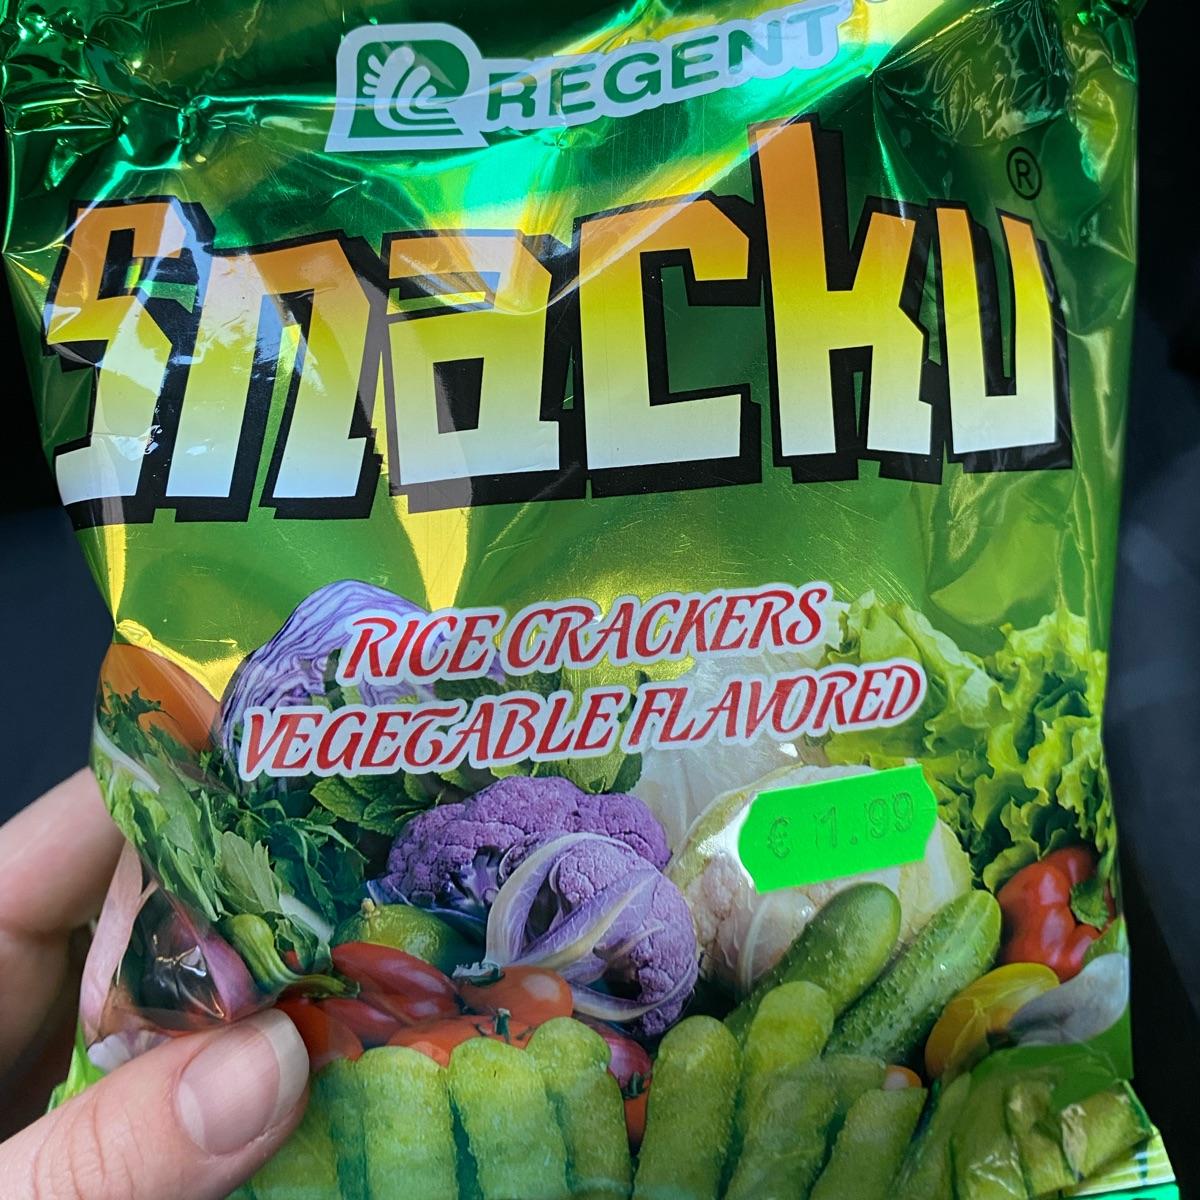 REGENT
Snacku®
RICE CRACKERS
VEGETABLE FLAVORED
€ 1.99